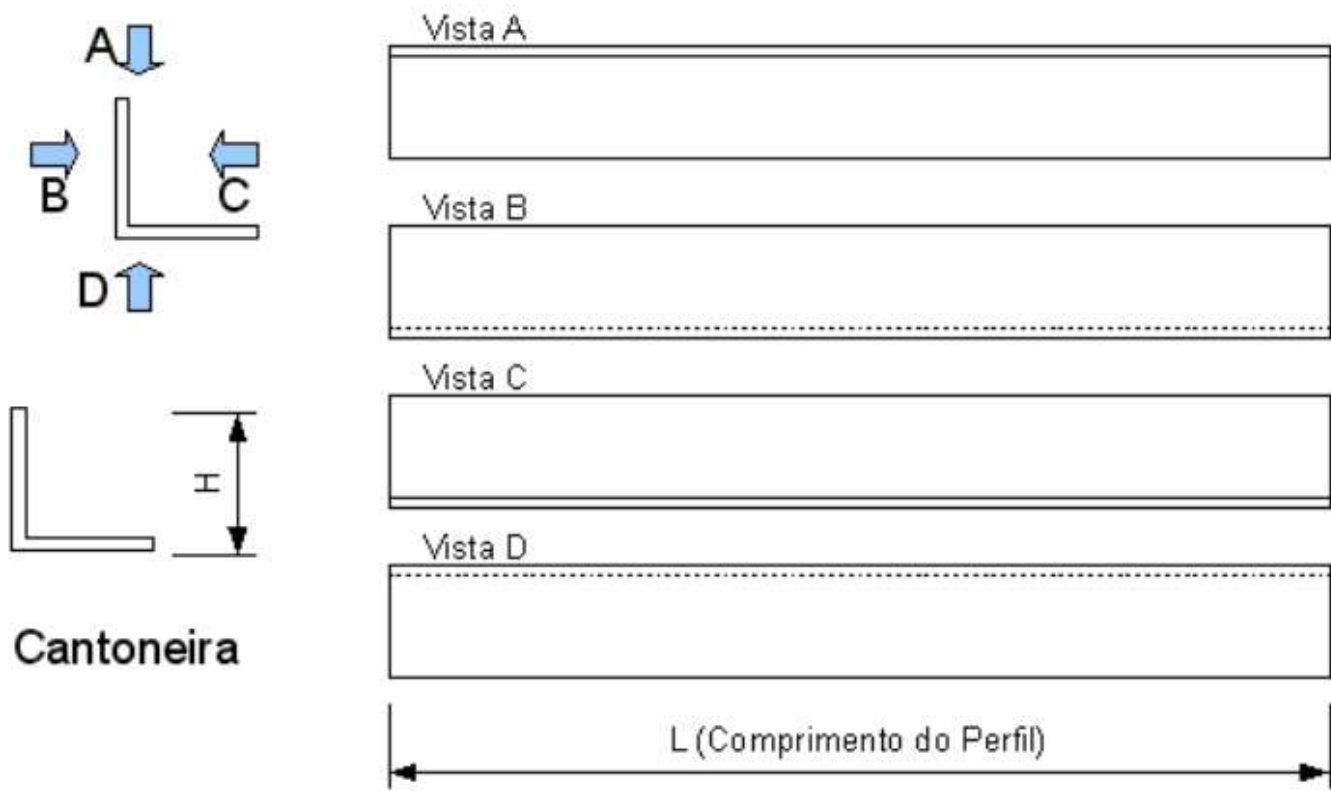 A
B
C
D
H
Cantoneira
Vista A
Vista B
Vista C
Vista D
L (Comprimento do Perfil)